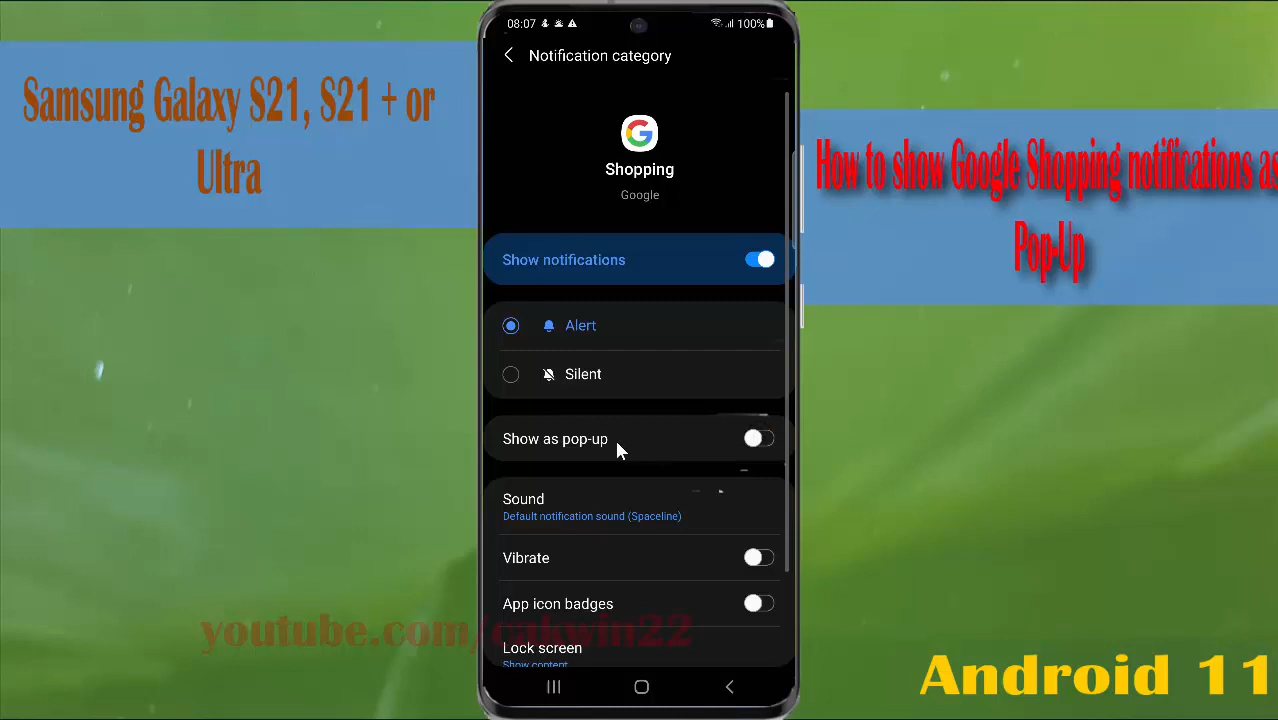 Samsung Galaxy S21, S21 + or
Ultra
08:07
100%
Notification category
Shopping
Google
Show notifications
Alert
Silent
Show as pop-up
Sound
Default notification sound (Spaceline)
Vibrate
App icon badges
Lock screen
Show content
How to show Google Shopping notifications as
Pop-Up
youtube.com/cakwin22
Android 11